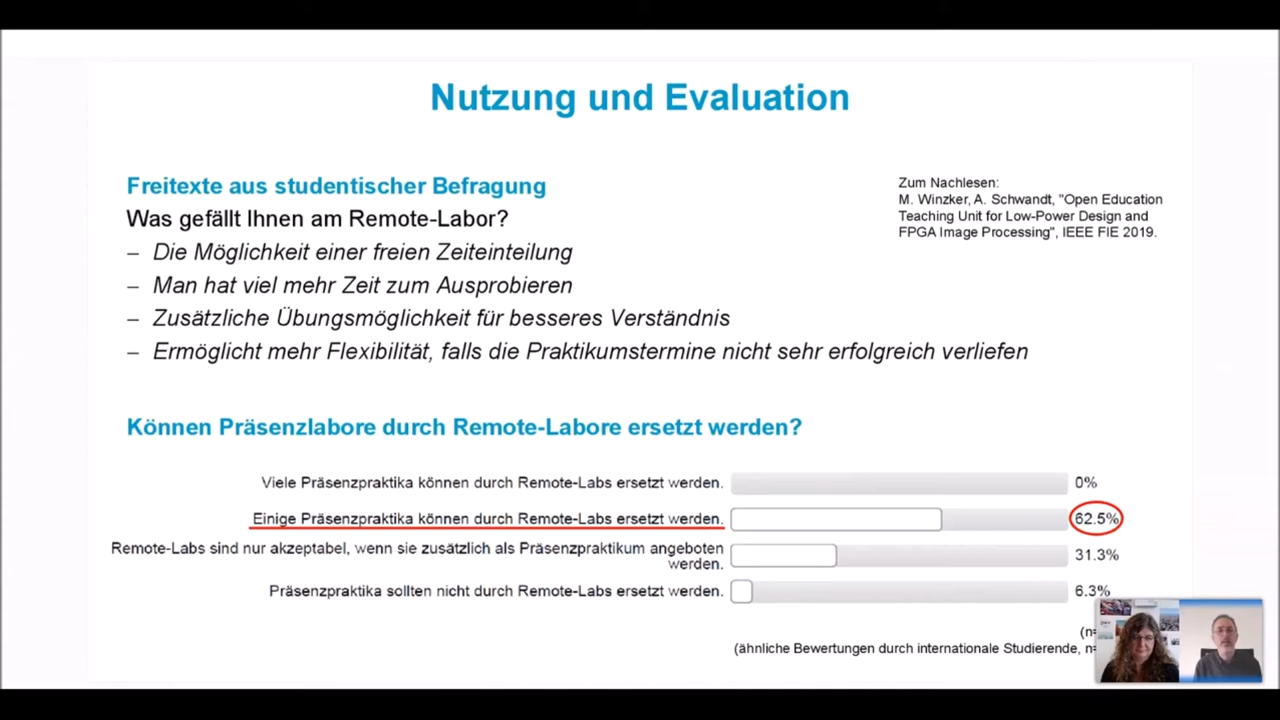 Nutzung und Evaluation
Freitexte aus studentischer Befragung
Was gefällt Ihnen am Remote-Labor?
– Die Möglichkeit einer freien Zeiteinteilung
– Man hat viel mehr Zeit zum Ausprobieren
– Zusätzliche Übungsmöglichkeit für besseres Verständnis
– Ermöglicht mehr Flexibilität, falls die Praktikumstermine nicht sehr erfolgreich verliefen
Zum Nachlesen:
M. Winzker, A. Schwandt, "Open Education
Teaching Unit for Low-Power Design and
FPGA Image Processing", IEEE FIE 2019.
Können Präsenzlabore durch Remote-Labore ersetzt werden?
Viele Präsenzpraktika können durch Remote-Labs ersetzt werden. 0%
Einige Präsenzpraktika können durch Remote-Labs ersetzt werden. 62.5%
Remote-Labs sind nur akzeptabel, wenn sie zusätzlich als Präsenzpraktikum angeboten 31.3%
werden.
Präsenzpraktika sollten nicht durch Remote-Labs ersetzt werden. 6.3%
(n=
(ähnliche Bewertungen durch internationale Studierende, n=